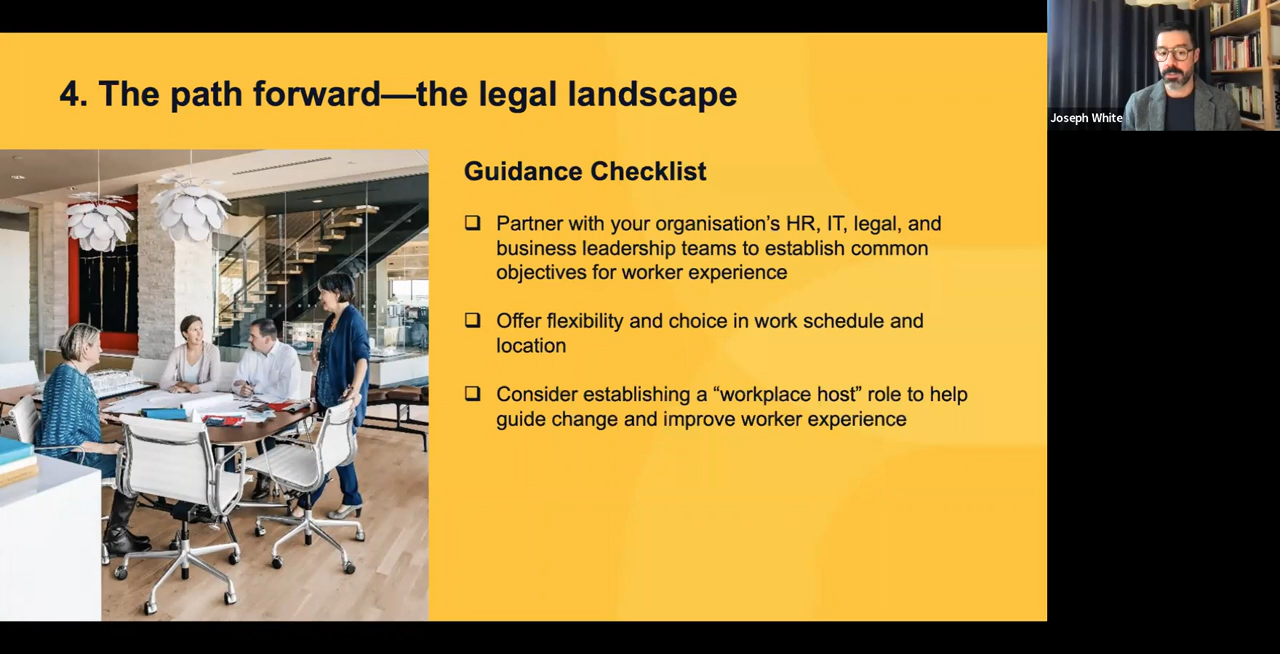 4. The path forward—the legal landscape
Guidance Checklist
Partner with your organisation’s HR, IT, legal, and
business leadership teams to establish common
objectives for worker experience
Offer flexibility and choice in work schedule and
location
Consider establishing a “workplace host” role to help
guide change and improve worker experience
Joseph White